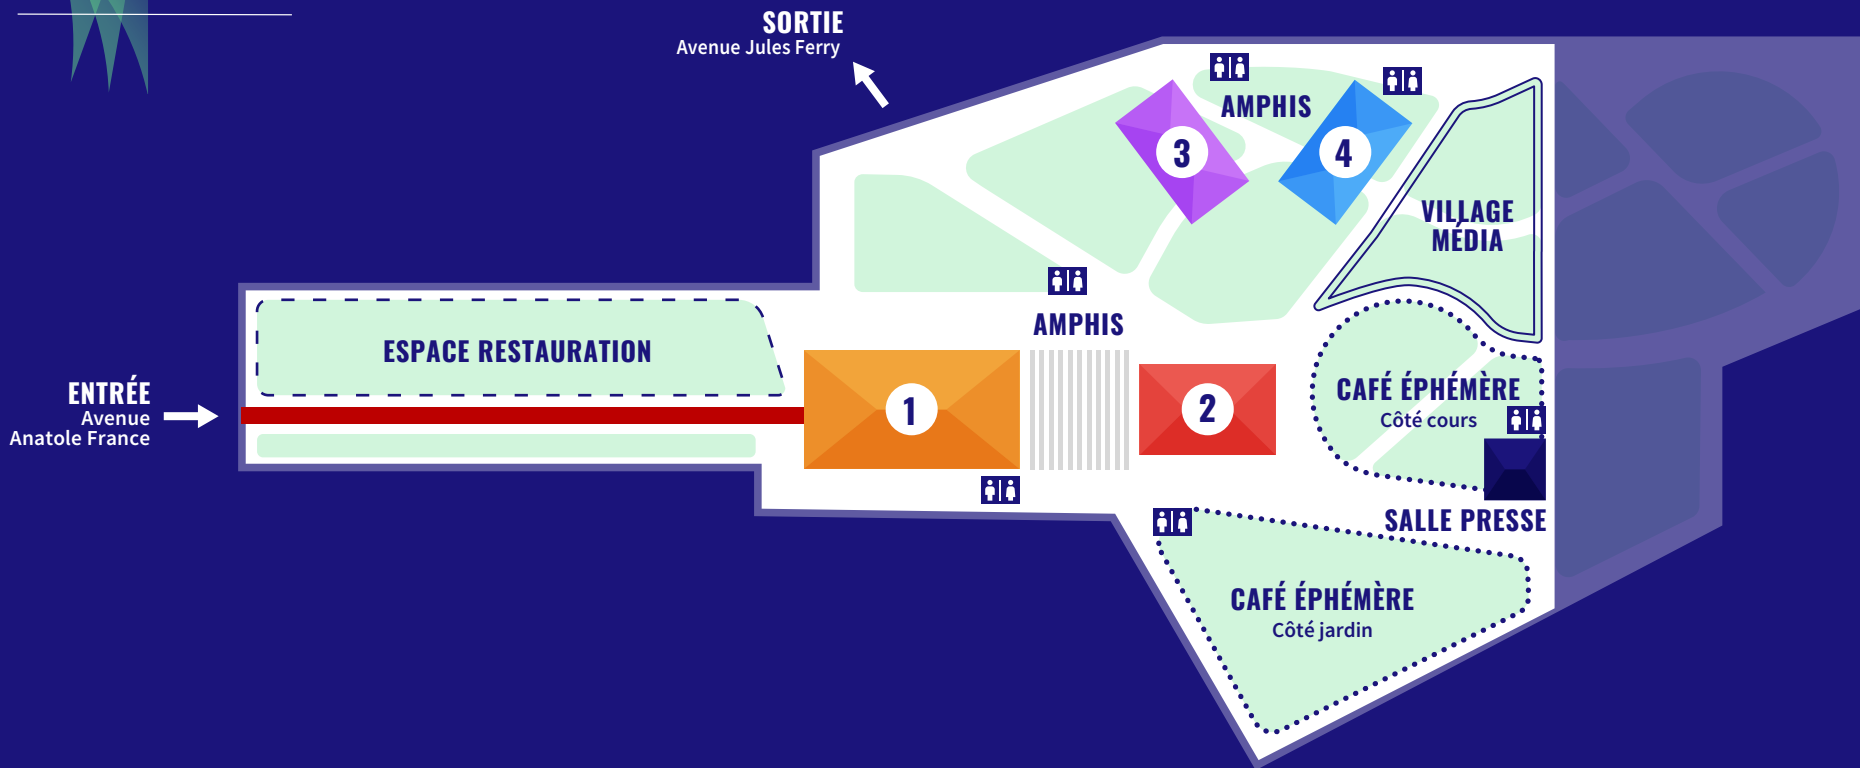 SORTIE
Avenue Jules Ferry
AMPHIS
3
4
VILLAGE
MÉDIA
AMPHIS
ESPACE RESTAURATION
ENTRÉE
Avenue
Anatole France
1
2
CAFÉ ÉPHÉMÈRE
Côté cours
SALLE PRESSE
CAFÉ ÉPHÉMÈRE
Côté jardin